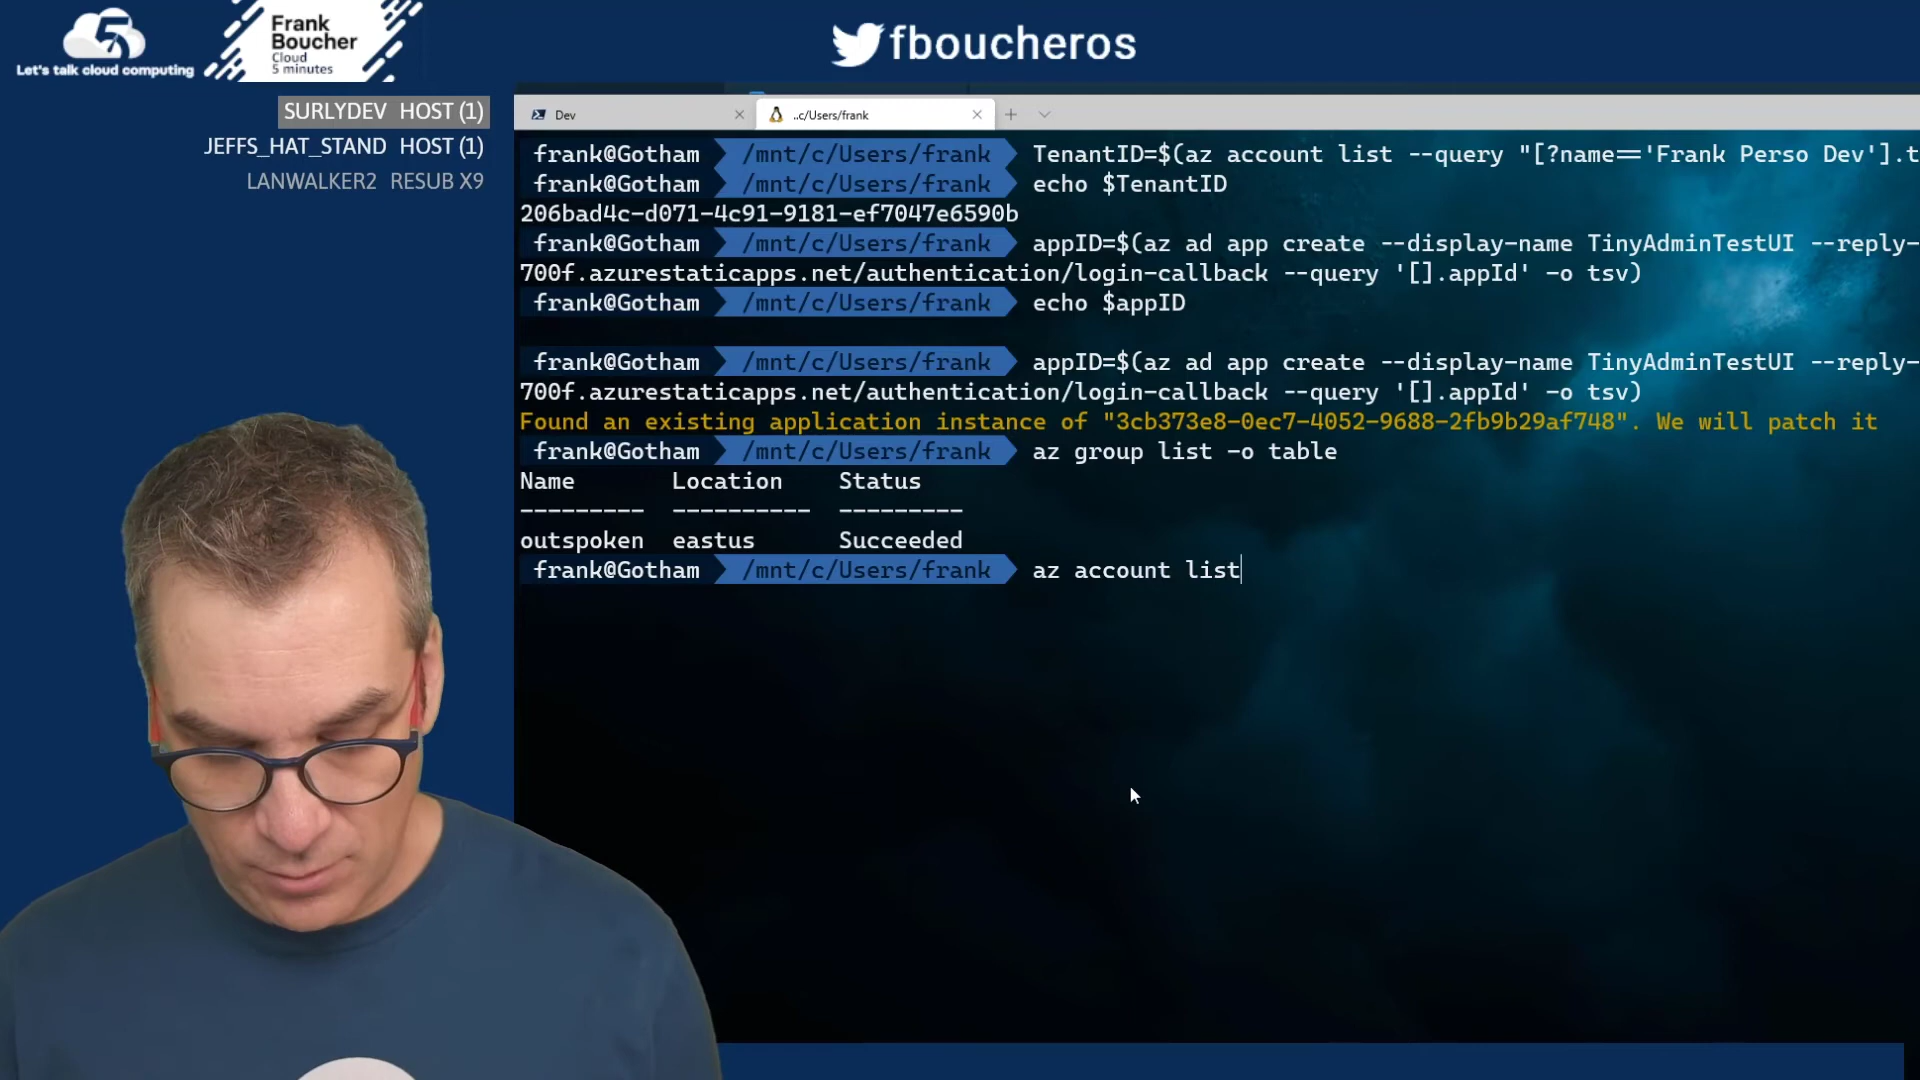 Let's talk cloud computing
Frank
Boucher
Cloud
5 minutes
fboucheros
SURLYDEV HOST (1)
JEFFS_HAT_STAND HOST (1)
LANWALKER2 RESUB X9
Dev
..c/Users/frank
frank@Gotham /mnt/c/Users/frank TenantID=$(az account list --query "[?name=='Frank Perso Dev'].t
frank@Gotham /mnt/c/Users/frank echo $TenantID
206bad4c-d071-4c91-9181-ef7047e6590b
frank@Gotham /mnt/c/Users/frank appID=$(az ad app create --display-name TinyAdminTestUI --reply-
700f.azurestaticapps.net/authentication/login-callback --query '[].appId' -o tsv)
frank@Gotham /mnt/c/Users/frank echo $appID
frank@Gotham /mnt/c/Users/frank appID=$(az ad app create --display-name TinyAdminTestUI --reply-
700f.azurestaticapps.net/authentication/login-callback --query '[].appId' -o tsv)
Found an existing application instance of "3cb373e8-0ec7-4052-9688-2fb9b29af748". We will patch it
frank@Gotham /mnt/c/Users/frank az group list -o table
Name Location Status
--------- ---------- ---------
outspoken eastus Succeeded
frank@Gotham /mnt/c/Users/frank az account list